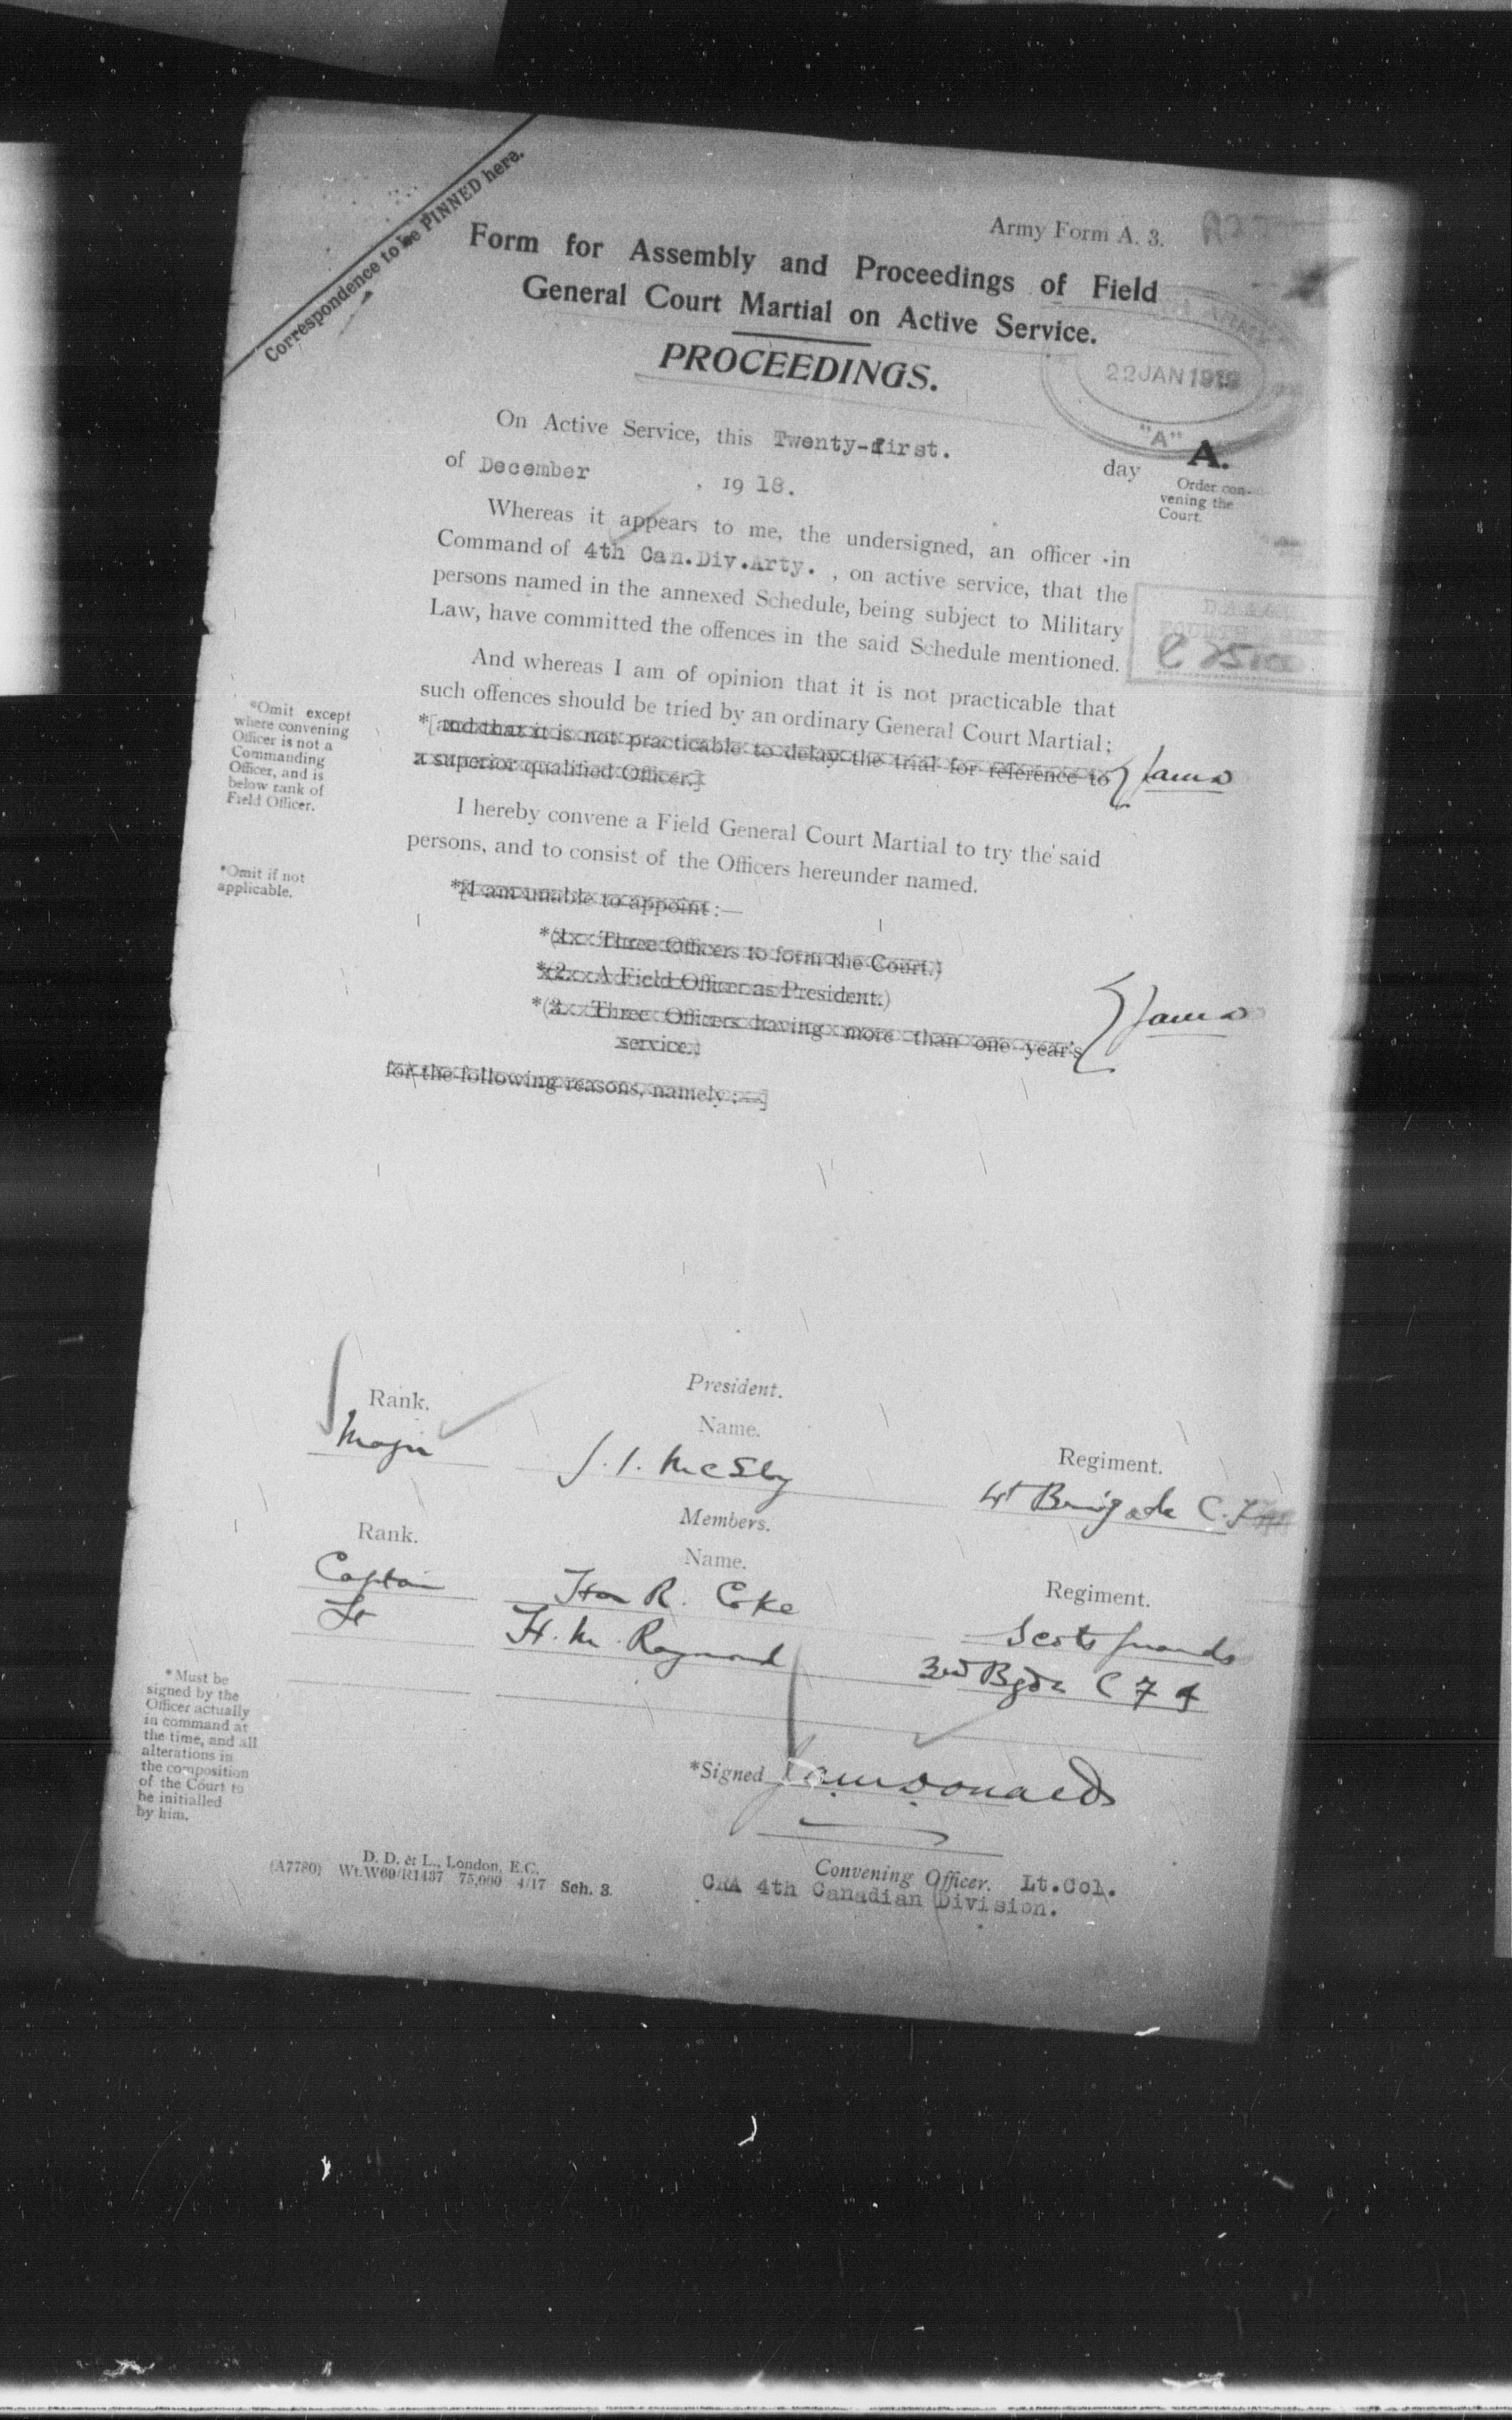 Correspondence to be PINNED here.
Army Form A. 3.
Form for Assembly and Proceedings of Field
General Court Martial on Active Service.
PROCEEDINGS.
22 JAN 1919
"A"
On Active Service, this Twenty-first. day
of December , 1918.
A.
Order con-
vening the
Court.
Whereas it appears to me, the undersigned, an officer in
Command of 4th Can.Div.Arty. , on active service, that the
persons named in the annexed Schedule, being subject to Military
Law, have committed the offences in the said Schedule mentioned.
And whereas I am of opinion that it is not practicable that
such offences should be tried by an ordinary General Court Martial;
*[and that it is not practicable to delay the trial for reference to
a superior qualified Officer.]
*Omit except
where convening
Officer is not a
Commanding
Officer, and is
below rank of
Field Officer.
I hereby convene a Field General Court Martial to try the said
persons, and to consist of the Officers hereunder named.
*Omit if not
applicable.
*[I am unable to appoint :—
*(1. Three Officers to form the Court.)
*(2. A Field Officer as President.)
*(3. Three Officers having more than one year's
service.)
for the following reasons, namely :—]
President.
Rank. Name. Regiment.
Major
Brigade
Members.
Rank. Name. Regiment.
Captain Hon R. Coke Scots Guards
Lt H. M. Raymond 3rd Bgde C F A
*Must be
signed by the
Officer actually
in command at
the time, and all
alterations in
the composition
of the Court to
be initialled
by him.
*Signed
Convening Officer. Lt.Col.
CRA 4th Canadian Division.
D. D. & L., London, E.C.
(A7780) Wt.W60/R1437 75,000 4/17 Sch. 3.